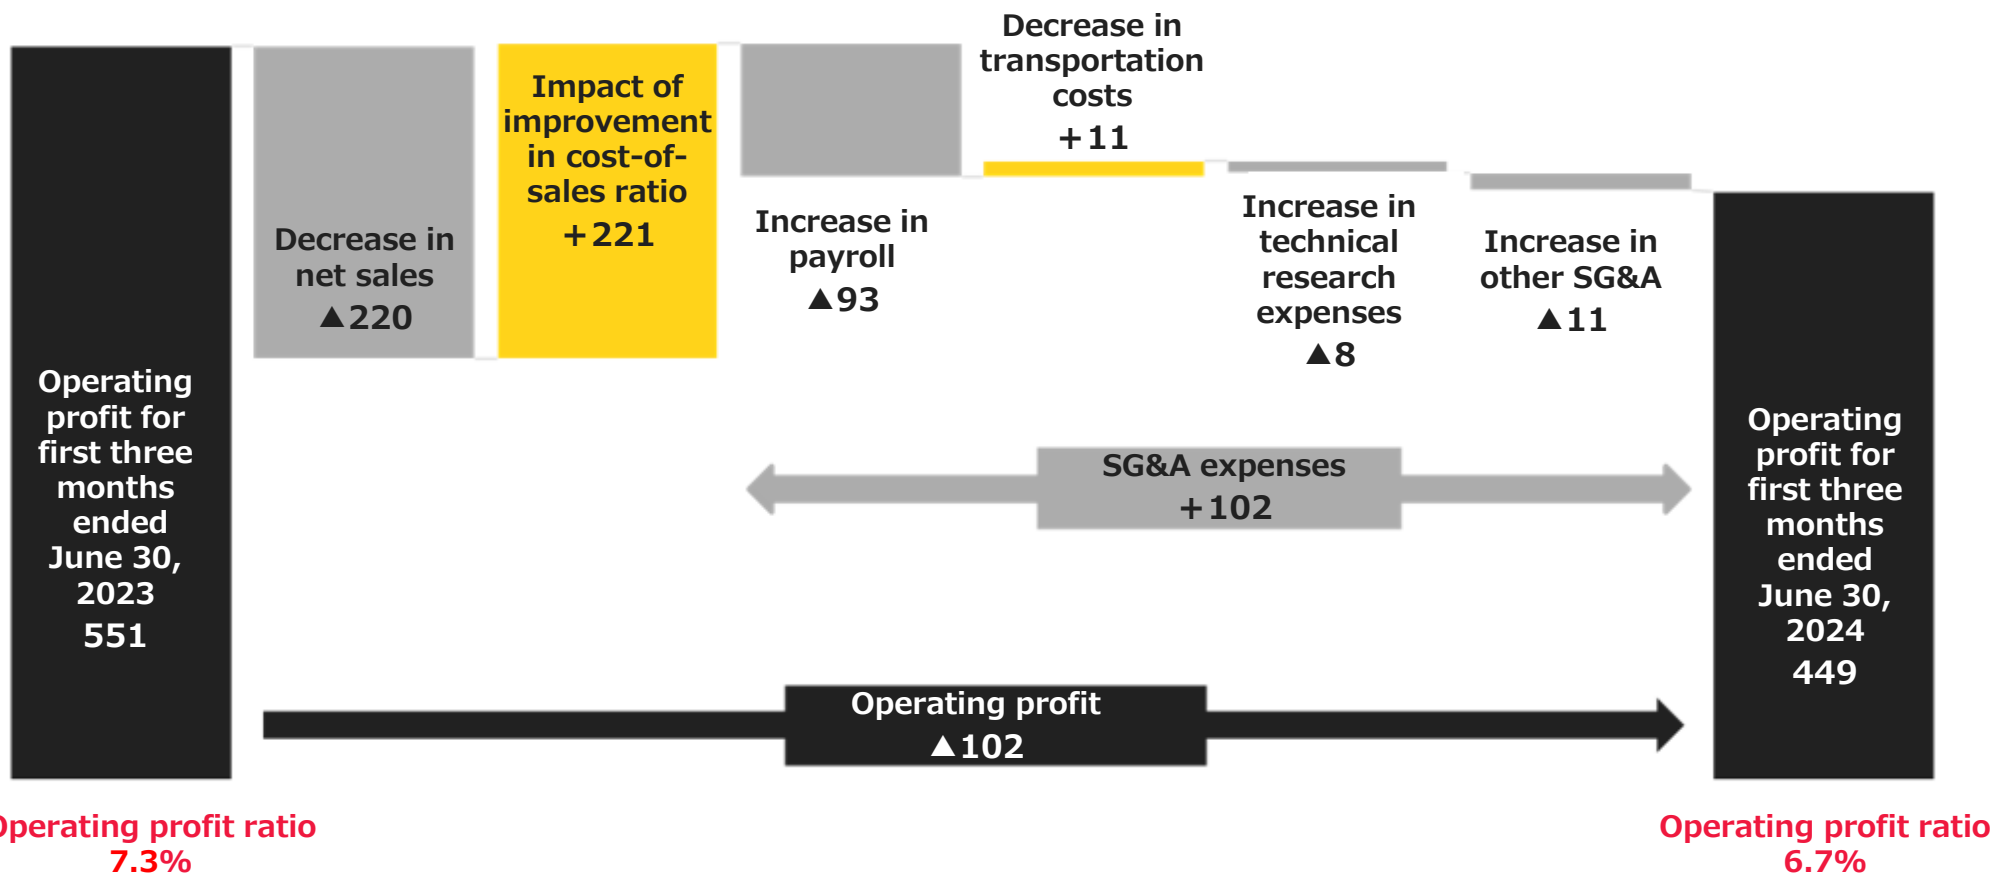 Operating
profit for
first three
months
ended
June 30,
2023
551
Operating profit ratio
7.3%
Decrease in
net sales
▲220
Impact of
improvement
in cost-of-
sales ratio
+221
Increase in
payroll
▲93
Decrease in
transportation
costs
+11
Increase in
technical
research
expenses
▲8
Increase in
other SG&A
▲11
SG&A expenses
+102
Operating profit
▲102
Operating
profit for
first three
months
ended
June 30,
2024
449
Operating profit ratio
6.7%